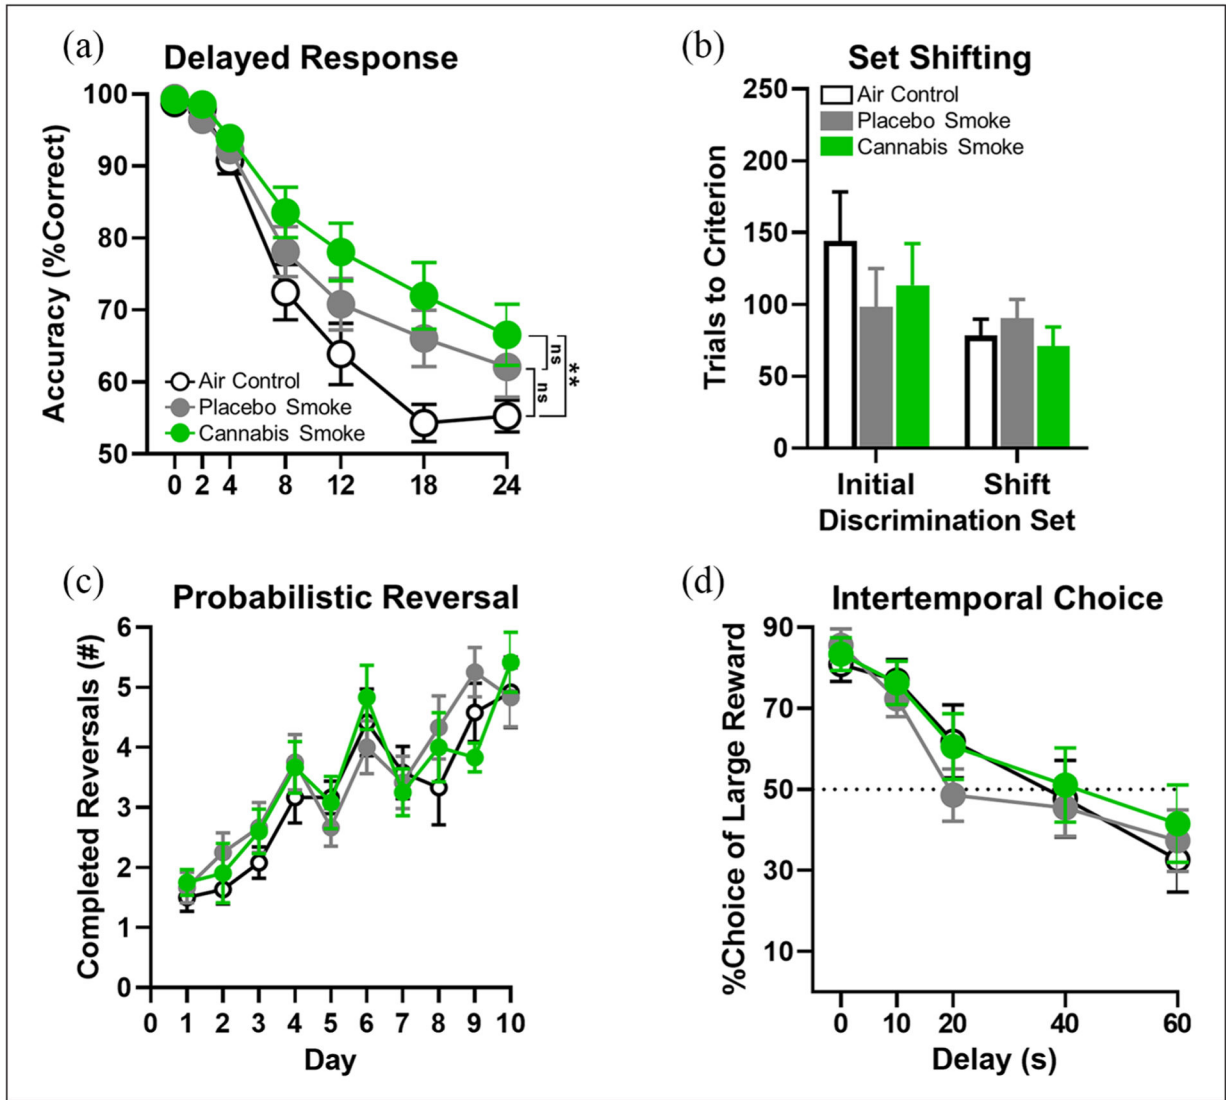 (a)
Delayed Response
Accuracy (%Correct)
100
90
80
70
60
50
Air Control
Placebo Smoke
Cannabis Smoke
ns
ns
**
0 2 4 8 12 18 24
(b)
Set Shifting
Trials to Criterion
250
200
150
100
50
0
Air Control
Placebo Smoke
Cannabis Smoke
Initial Shift
Discrimination Set
(c)
Probabilistic Reversal
Completed Reversals (#)
6
5
4
3
2
1
0
0 1 2 3 4 5 6 7 8 9 10
Day
(d)
Intertemporal Choice
%Choice of Large Reward
90
70
50
30
10
0 10 20 40 60
Delay (s)